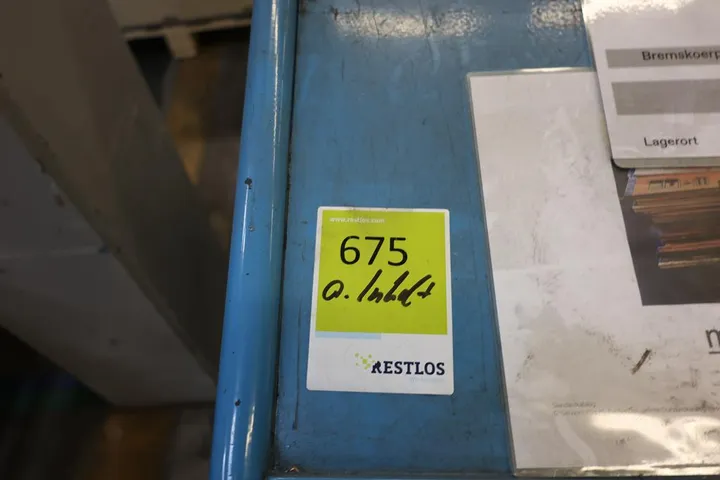 Bremskoerp
Lagerort
www.restlos.com
675
o. Inhalt
RESTLOS